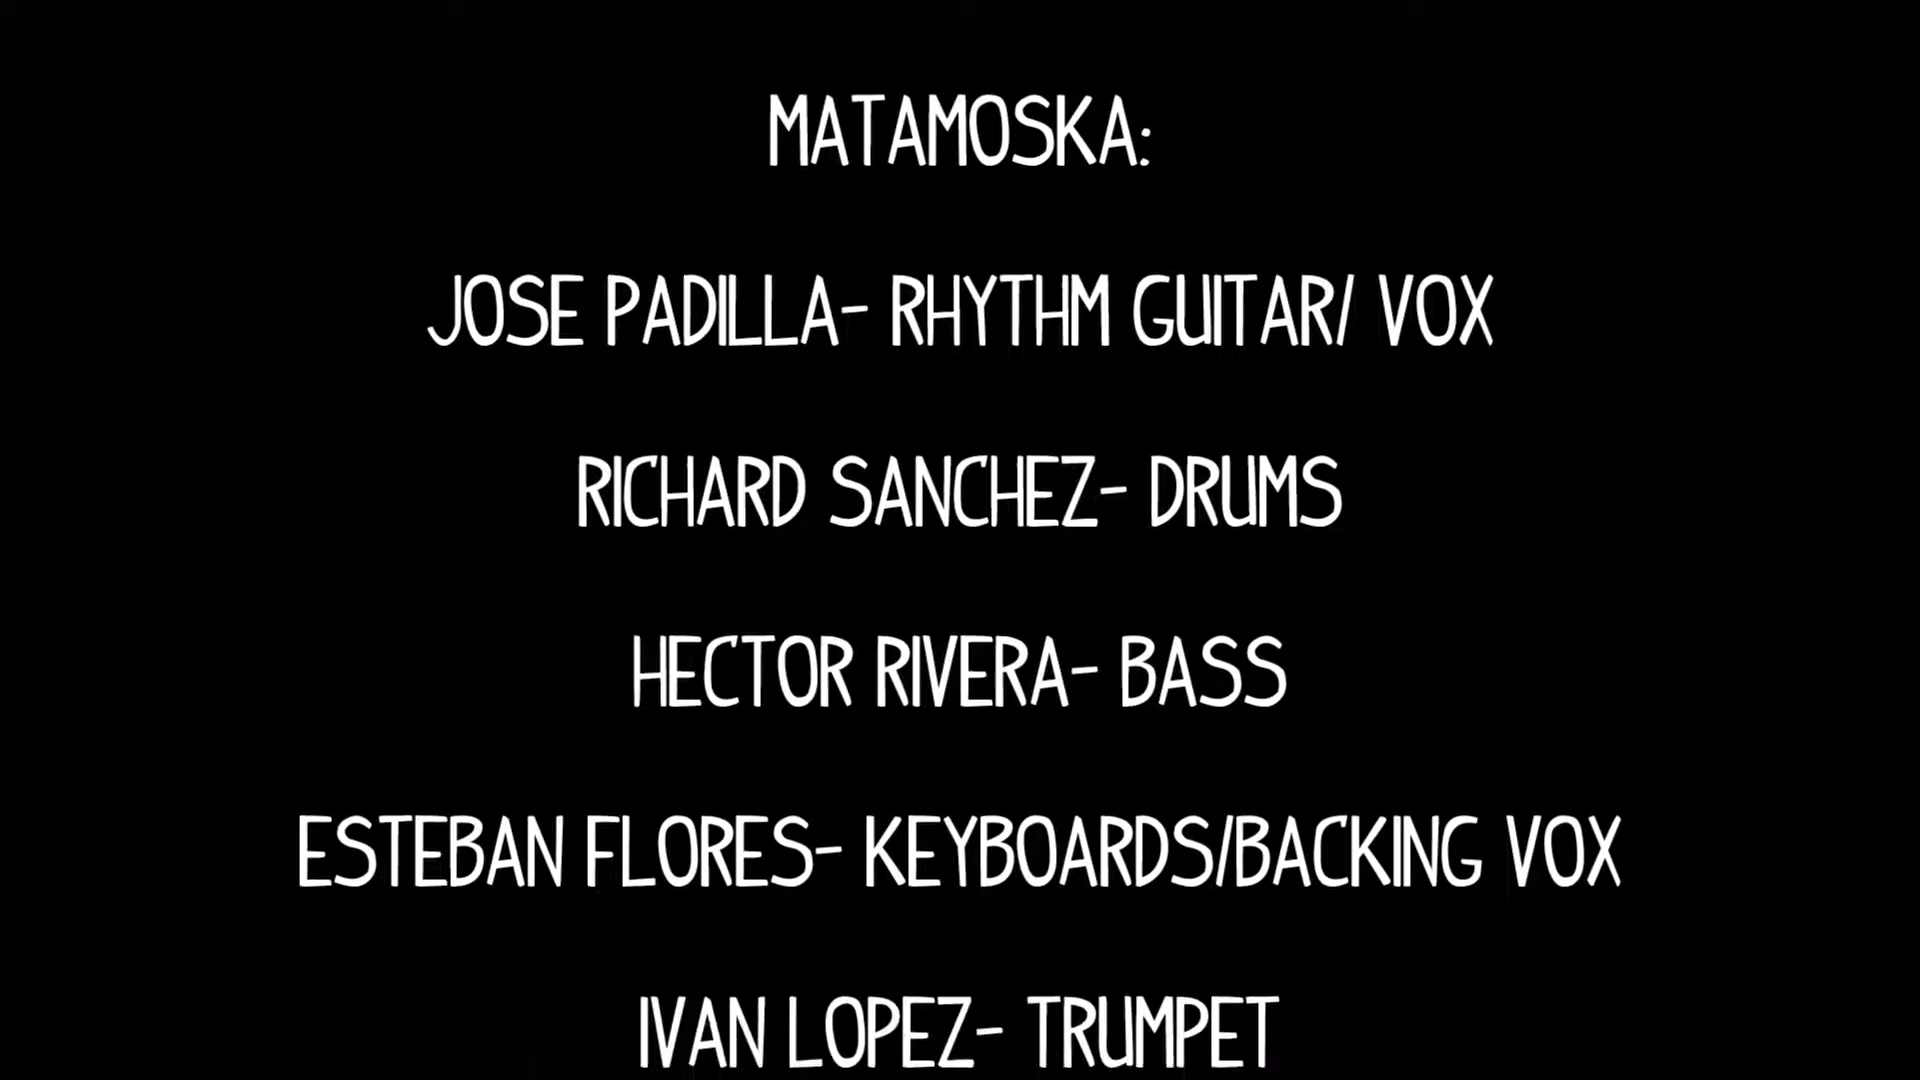 MATAMOSKA:
JOSE PADILLA- RHYTHM GUITAR/ VOX
RICHARD SANCHEZ- DRUMS
HECTOR RIVERA- BASS
ESTEBAN FLORES- KEYBOARDS/BACKING VOX
IVAN LOPEZ- TRUMPET